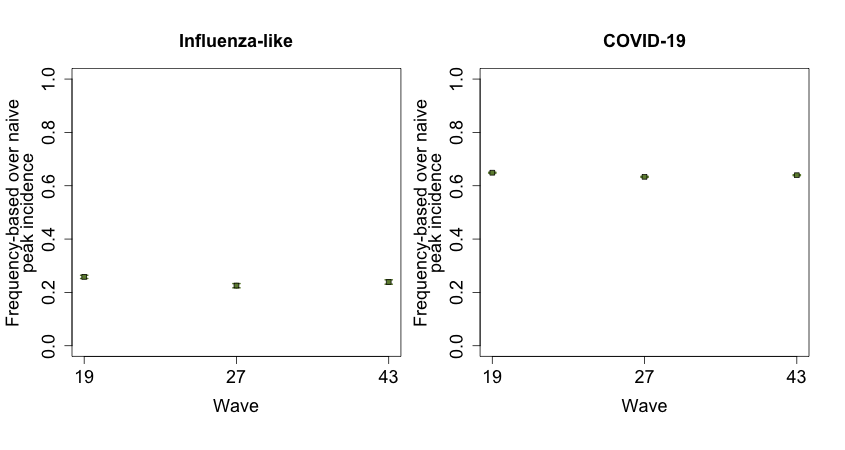 Influenza-like
Frequency-based over naive
peak incidence
1.0
0.8
0.6
0.4
0.2
0.0
19
27
43
Wave
COVID-19
Frequency-based over naive
peak incidence
1.0
0.8
0.6
0.4
0.2
0.0
19
27
43
Wave